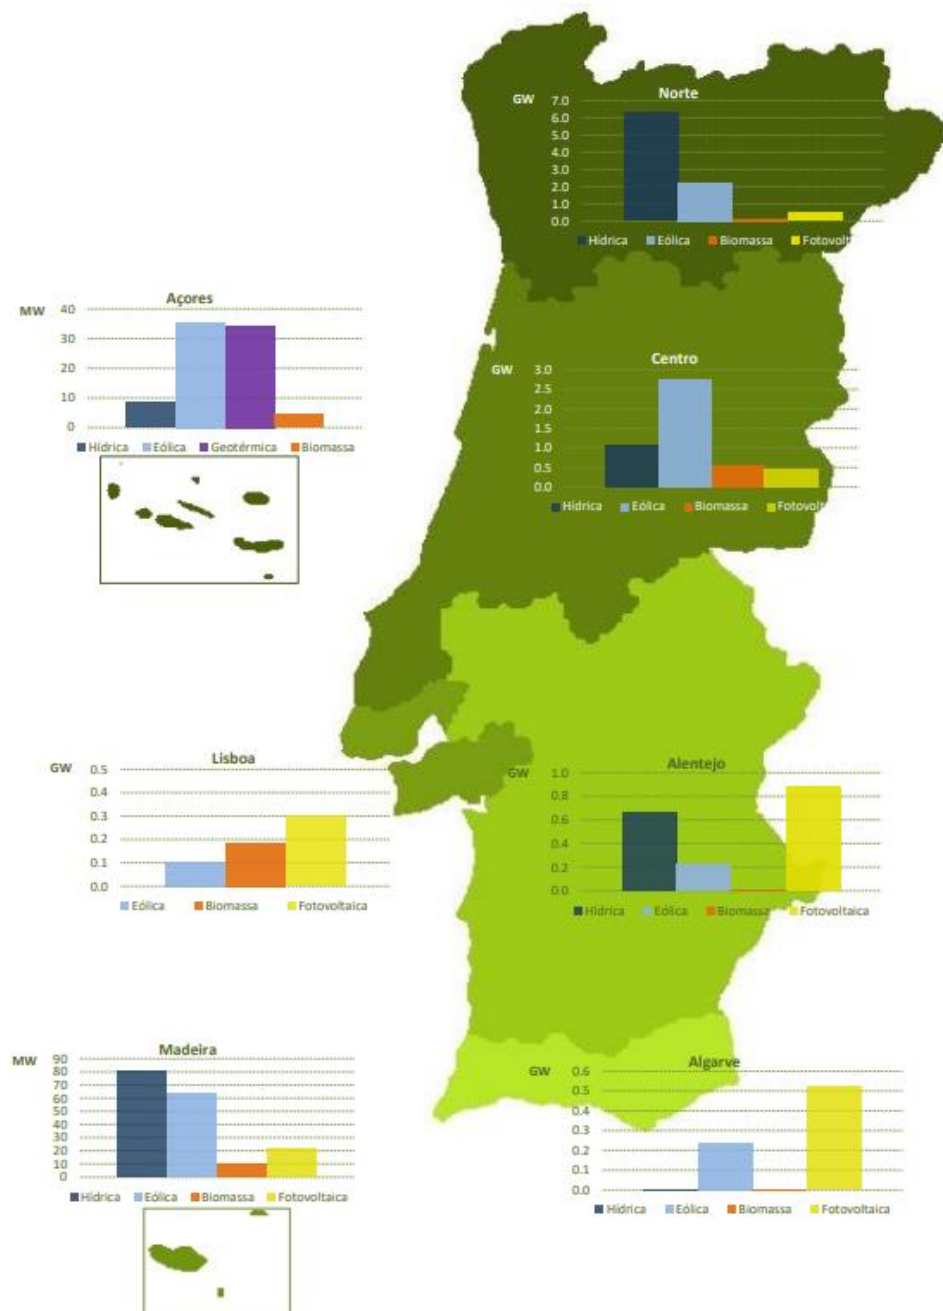 Norte
GW
7.0
6.0
5.0
4.0
3.0
2.0
1.0
0.0
Hídrica Eólica Biomassa Fotovolt
Açores
MW
40
30
20
10
0
Hídrica Eólica Geotérmica Biomassa
Centro
GW
3.0
2.5
2.0
1.5
1.0
0.5
0.0
Hídrica Eólica Biomassa Fotovolt
Lisboa
GW
0.5
0.4
0.3
0.2
0.1
0.0
Eólica Biomassa Fotovoltaica
Alentejo
GW
1.0
0.8
0.6
0.4
0.2
0.0
Hídrica Eólica Biomassa Fotovoltaica
Madeira
MW
90
80
70
60
50
40
30
20
10
0
Hídrica Eólica Biomassa Fotovoltaica
Algarve
GW
0.6
0.5
0.4
0.3
0.2
0.1
0.0
Hídrica Eólica Biomassa Fotovoltaica